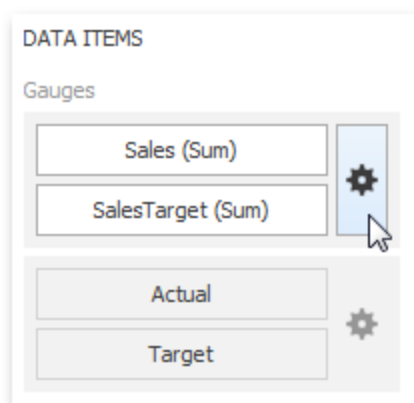 DATA ITEMS
Gauges
Sales (Sum)
SalesTarget (Sum)
Actual
Target